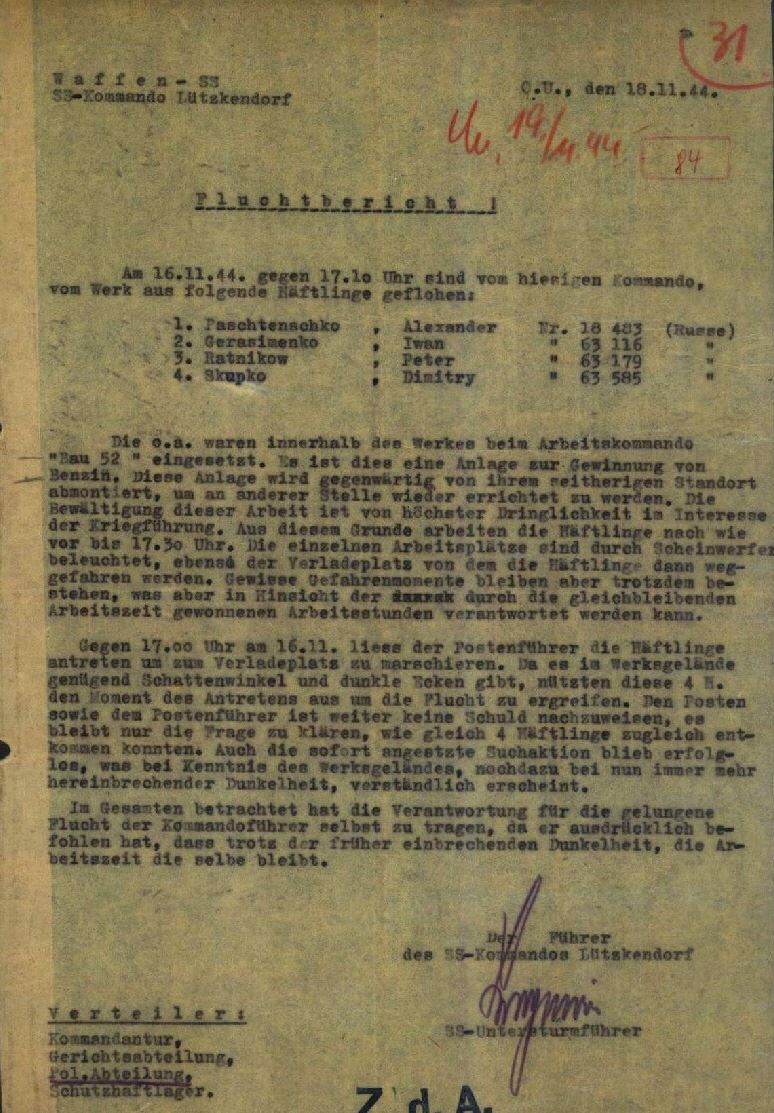 31
W a f f e n - SS
SS-Kommando Lützkendorf
O.U., den 18.11.44.
19./11.44.
84
F l u c h t b e r i c h t !
Am 16.11.44. gegen 17.10 Uhr sind vom hiesigen Kommando,
vom Werk aus folgende Häftlinge geflohen:
1. Paschtenschko , Alexander Nr. 18 483 (Russe)
2. Gerasimenko , Iwan " 63 116 "
3. Ratnikow , Peter " 63 179 "
4. Skupko , Dimitry " 63 585 "
Die o.a. waren innerhalb des Werkes beim Arbeitskommando
"Bau 52 " eingesetzt. Es ist dies eine Anlage zur Gewinnung von
Benzin. Diese Anlage wird gegenwärtig von ihrem seitherigen Standort
abmontiert, um an anderer Stelle wieder errichtet zu werden. Die
Bewältigung dieser Arbeit ist von höchster Dringlichkeit im Interesse
der Kriegführung. Aus diesem Grunde arbeiten die Häftlinge nach wie
vor bis 17.30 Uhr. Die einzelnen Arbeitsplätze sind durch Scheinwerfer
beleuchtet, ebenso der Verladeplatz von dem die Häftlinge dann weg-
gefahren werden. Gewisse Gefahrenmomente bleiben aber trotzdem be-
stehen, was aber in Hinsicht der durch die gleichbleibenden
Arbeitszeit gewonnenen Arbeitsstunden verantwortet werden kann.
Gegen 17.00 Uhr am 16.11. liess der Postenführer die Häftlinge
antreten um zum Verladeplatz zu marschieren. Da es im Werksgelände
genügend Schattenwinkel und dunkle Ecken gibt, nützten diese 4 H.
den Moment des Antretens aus um die Flucht zu ergreifen. Den Posten
sowie dem Postenführer ist weiter keine Schuld nachzuweisen, es
bleibt nur die Frage zu klären, wie gleich 4 Häftlinge zugleich ent-
kommen konnten. Auch die sofort angestzte Suchaktion blieb erfolg-
los, was bei Kenntnis des Werksgeländes, nochdazu bei nun immer mehr
hereinbrechender Dunkelheit, verständlich erscheint.
Im Gesamten betrachtet hat die Verantwortung für die gelungene
Flucht der Kommandoführer selbst zu tragen, da er ausdrücklich be-
fohlen hat, dass trotz der früher einbrechenden Dunkelheit, die Ar-
beitszeit die selbe bleibt.
Der Führer
des SS-Kommandos Lützkendorf
SS-Untersturmführer
V e r t e i l e r :
Kommandantur,
Gerichtsabteilung,
Pol.Abteilung,
Schutzhaftlager.
Z. d. A.